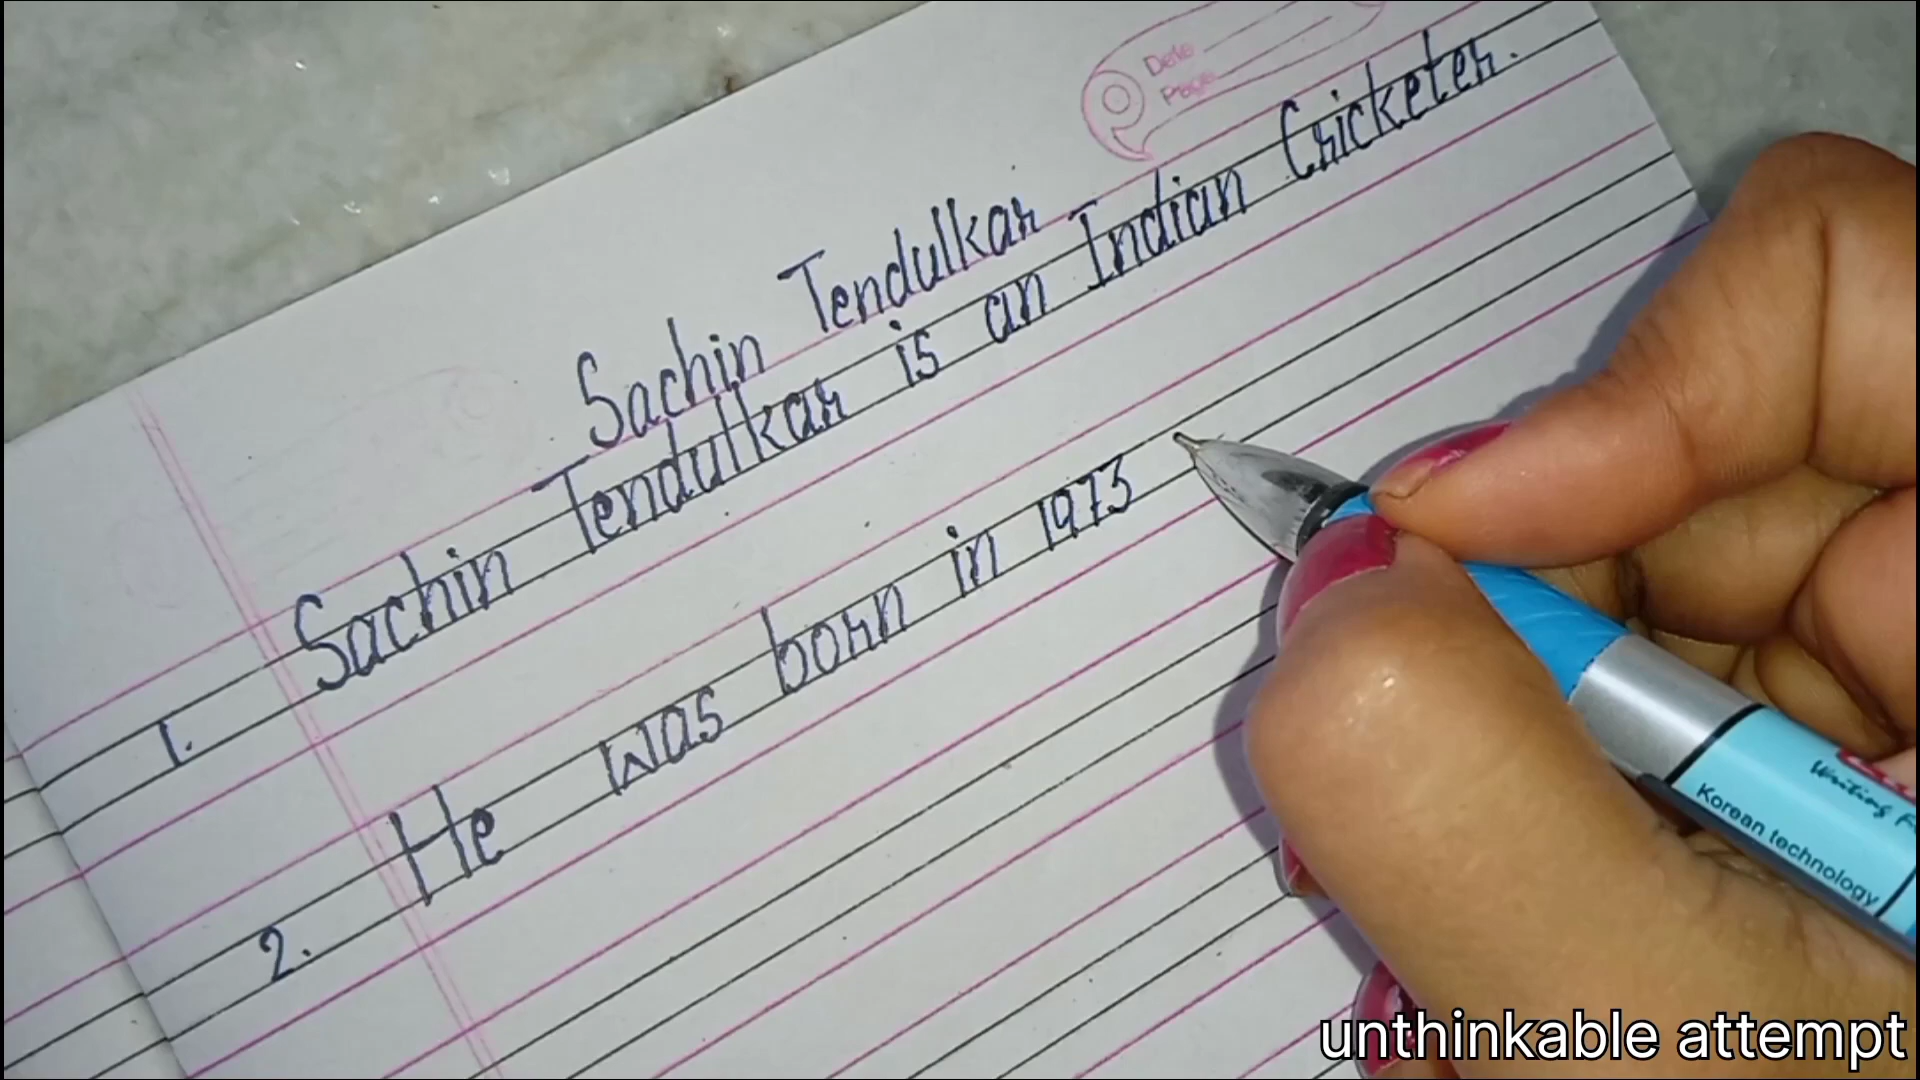 Date
Page
Sachin Tendulkar
1. Sachin Tendulkar is an Indian Cricketer.
2. He was born in 1973
Writing
Korean technology
unthinkable attempt